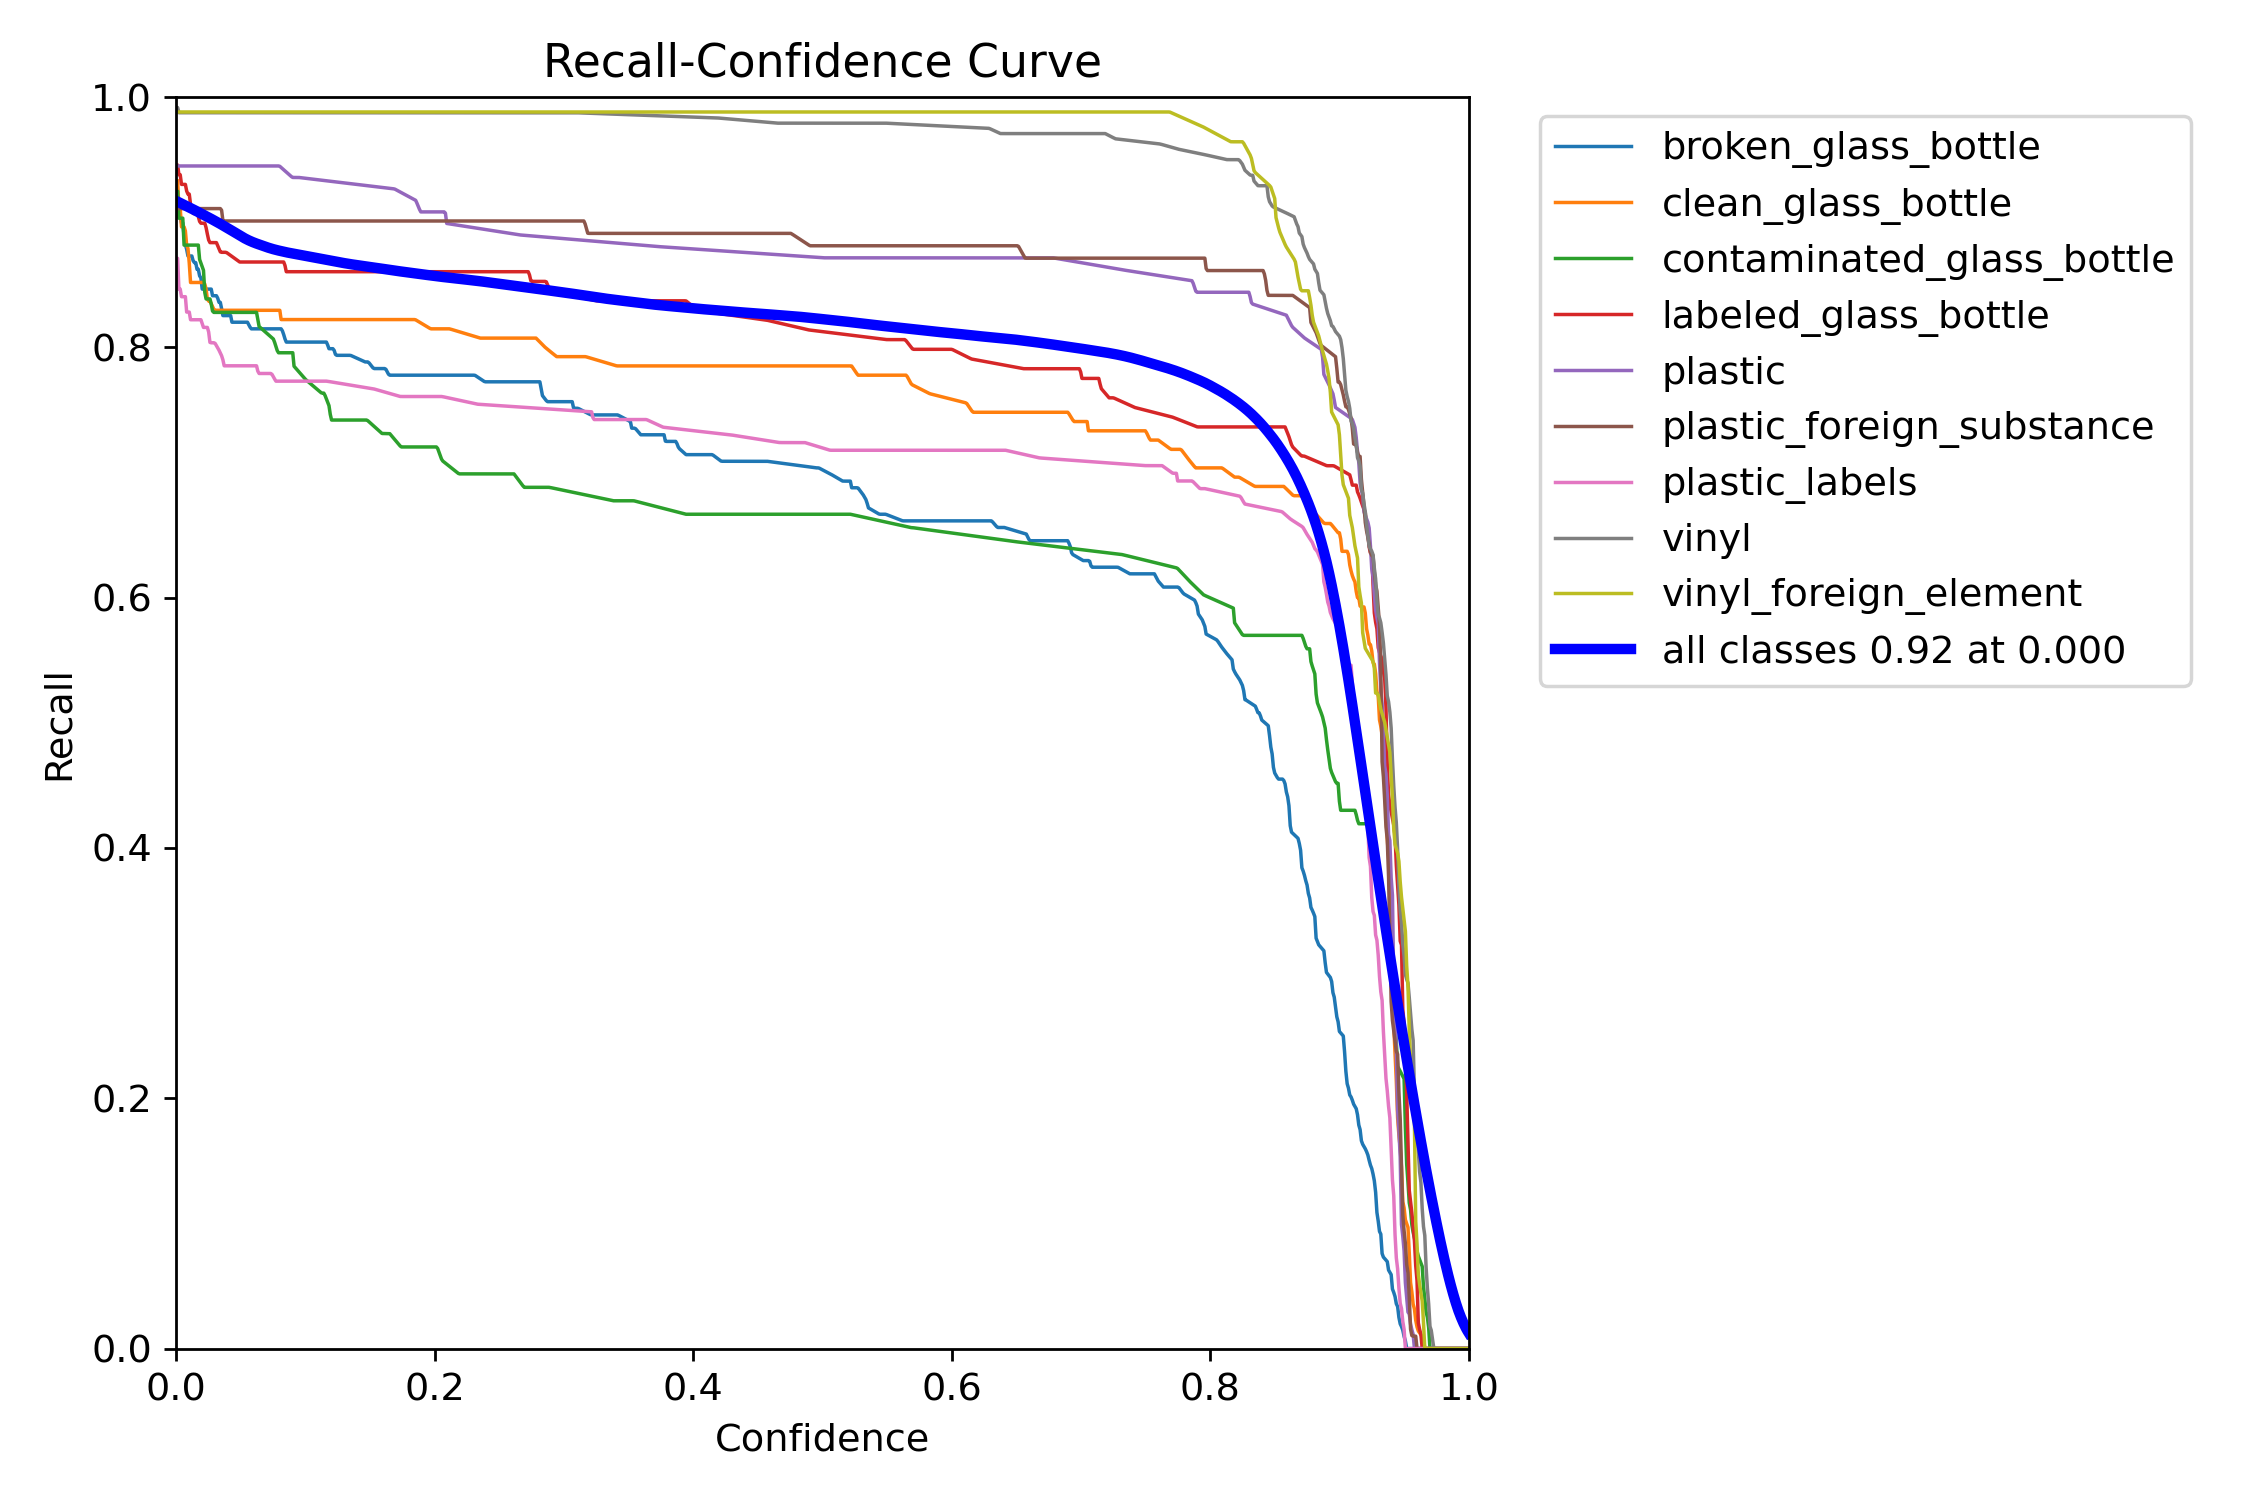 Recall-Confidence Curve
1.0
0.8
0.6
0.4
0.2
0.0
Recall
0.0 0.2 0.4 0.6 0.8 1.0
Confidence
broken_glass_bottle
clean_glass_bottle
contaminated_glass_bottle
labeled_glass_bottle
plastic
plastic_foreign_substance
plastic_labels
vinyl
vinyl_foreign_element
all classes 0.92 at 0.000